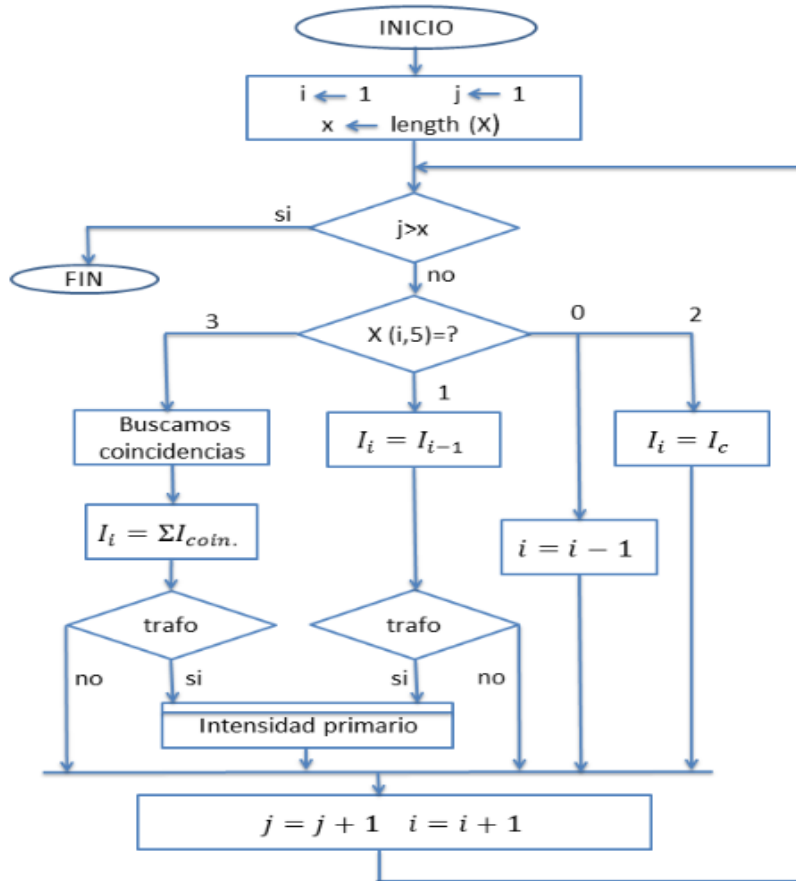 INICIO
i ← 1 j ← 1
x ← length (X)
si
j>x
FIN
no
3
X (i,5)=?
0
2
1
Buscamos
coincidencias
I_i = I_{i-1}
I_i = I_c
I_i = ΣI_{coin.}
i = i − 1
trafo
trafo
no
si
si
no
Intensidad primario
j = j + 1 i = i + 1